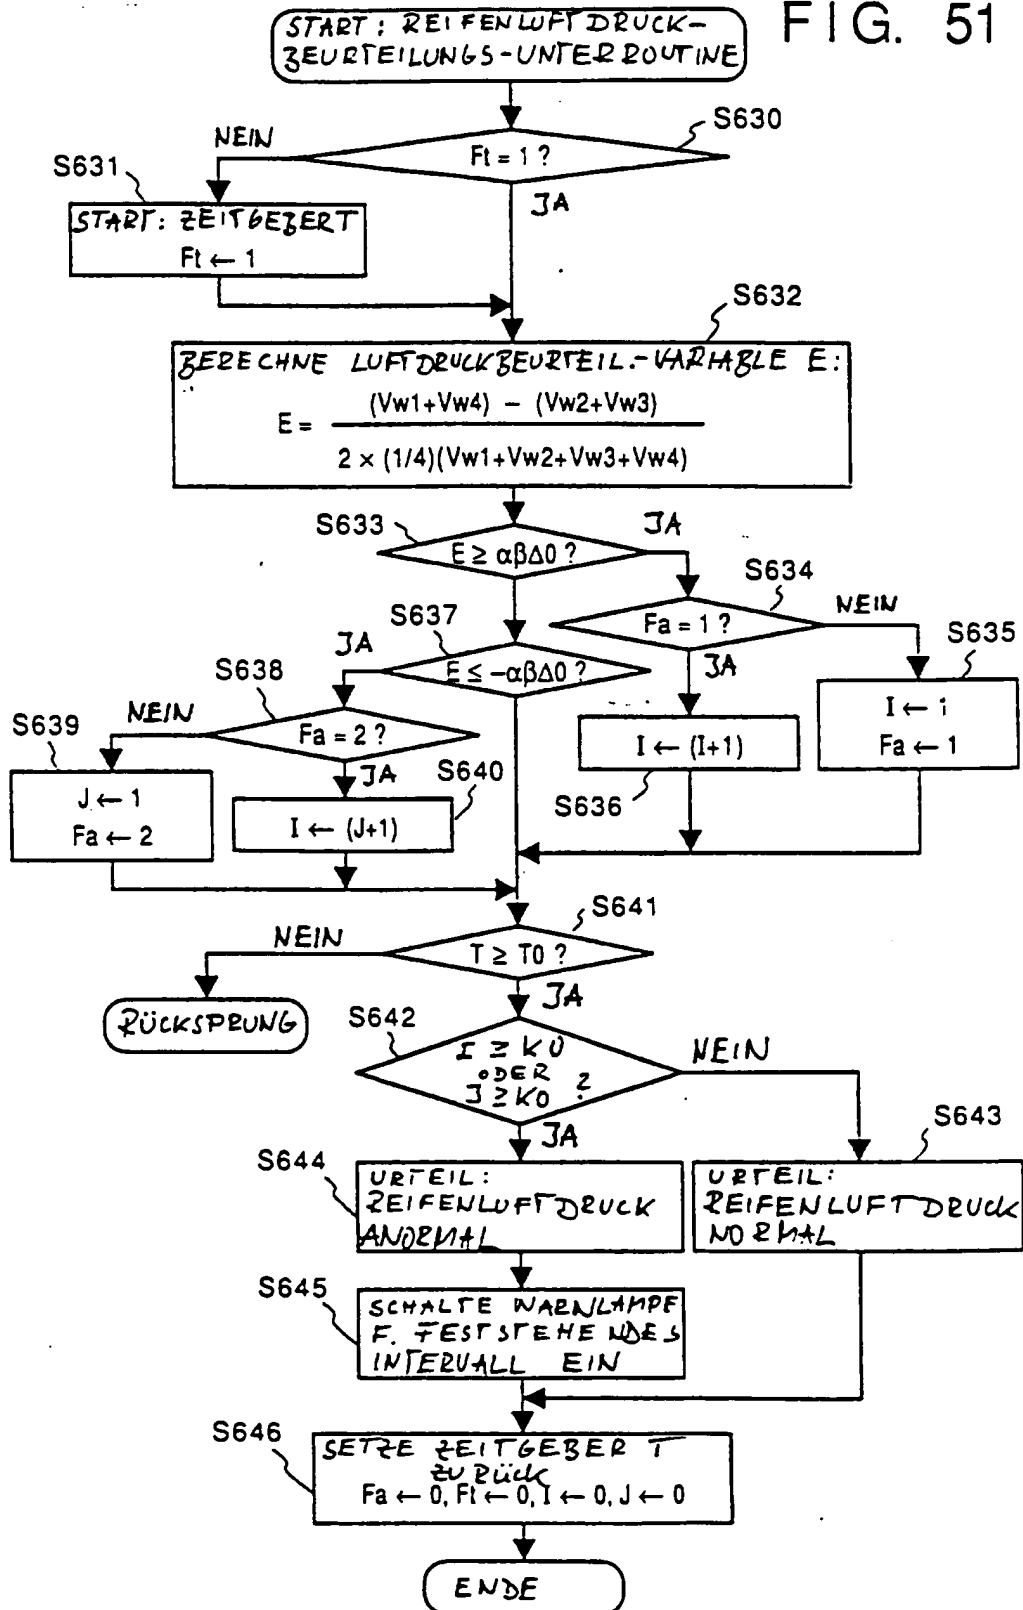 FIG. 51
START: REIFENLUFTDRUCK-
BEURTEILUNGS-UNTERROUTINE
S630
NEIN
Ft = 1 ?
S631
JA
START: ZEITGEBERT
Ft ← 1
S632
BERECHNE LUFTDRUCKBEURTEIL.-VARIABLE E:
E = (Vw1+Vw4) - (Vw2+Vw3)
2 × (1/4)(Vw1+Vw2+Vw3+Vw4)
S633
JA
E ≥ αβΔ0 ?
S634
S637
NEIN
Fa = 1 ?
S635
JA
S638
E ≤ -αβΔ0 ?
JA
NEIN
S639
Fa = 2 ?
I ← 1
Fa ← 1
I ← (I+1)
JA
S640
S636
J ← 1
Fa ← 2
I ← (J+1)
S641
NEIN
T ≥ T0 ?
JA
RÜCKSPRUNG
S642
I ≥ K0
ODER
J ≥ K0 ?
NEIN
JA
S643
S644
URTEIL:
REIFENLUFTDRUCK
ANORMAL
URTEIL:
REIFENLUFTDRUCK
NORMAL
S645
SCHALTE WARNLAMPE
F. FESTSTEHENDES
INTERVALL EIN
S646
SETZE ZEITGEBER T
ZURÜCK
Fa ← 0, Ft ← 0, I ← 0, J ← 0
ENDE